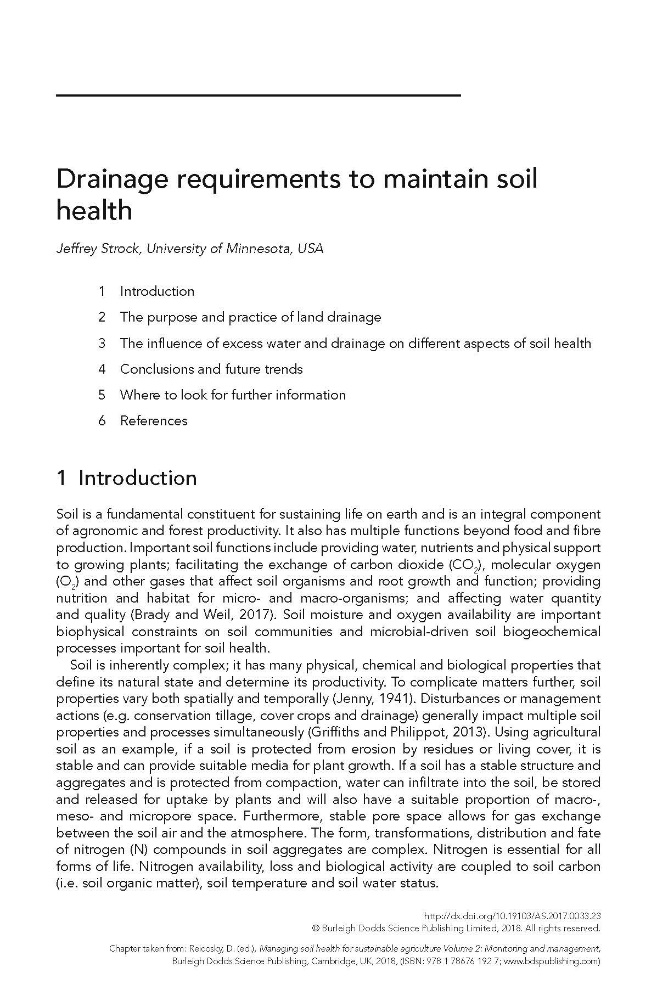 Drainage requirements to maintain soil
health
Jeffrey Strock, University of Minnesota, USA
1 Introduction
2 The purpose and practice of land drainage
3 The influence of excess water and drainage on different aspects of soil health
4 Conclusions and future trends
5 Where to look for further information
6 References
1 Introduction
Soil is a fundamental constituent for sustaining life on earth and is an integral component
of agronomic and forest productivity. It also has multiple functions beyond food and fibre
production. Important soil functions include providing water, nutrients and physical support
to growing plants; facilitating the exchange of carbon dioxide (CO₂), molecular oxygen
(O₂) and other gases that affect soil organisms and root growth and function; providing
nutrition and habitat for micro- and macro-organisms; and affecting water quantity
and quality (Brady and Weil, 2017). Soil moisture and oxygen availability are important
biophysical constraints on soil communities and microbial-driven soil biogeochemical
processes important for soil health.
Soil is inherently complex; it has many physical, chemical and biological properties that
define its natural state and determine its productivity. To complicate matters further, soil
properties vary both spatially and temporally (Jenny, 1941). Disturbances or management
actions (e.g. conservation tillage, cover crops and drainage) generally impact multiple soil
properties and processes simultaneously (Griffiths and Philippot, 2013). Using agricultural
soil as an example, if a soil is protected from erosion by residues or living cover, it is
stable and can provide suitable media for plant growth. If a soil has a stable structure and
aggregates and is protected from compaction, water can infiltrate into the soil, be stored
and released for uptake by plants and will also have a suitable proportion of macro-,
meso- and micropore space. Furthermore, stable pore space allows for gas exchange
between the soil air and the atmosphere. The form, transformations, distribution and fate
of nitrogen (N) compounds in soil aggregates are complex. Nitrogen is essential for all
forms of life. Nitrogen availability, loss and biological activity are coupled to soil carbon
(i.e. soil organic matter), soil temperature and soil water status.
http://dx.doi.org/10.19103/AS.2017.0033.23
© Burleigh Dodds Science Publishing Limited, 2018. All rights reserved.
Chapter taken from: Reicosky, D. (ed.), Managing soil health for sustainable agriculture Volume 2: Monitoring and management,
Burleigh Dodds Science Publishing, Cambridge, UK, 2018, (ISBN: 978 1 78676 192 7; www.bdspublishing.com)